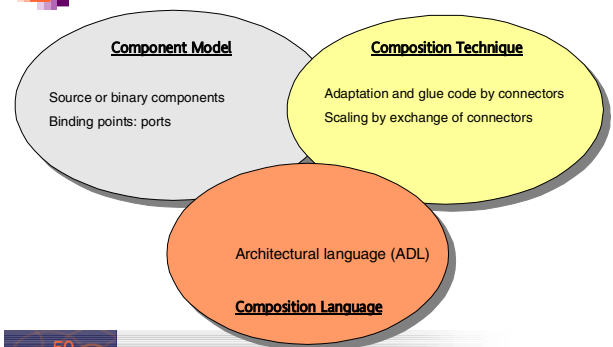 Component Model
Source or binary components
Binding points: ports
Composition Technique
Adaptation and glue code by connectors
Scaling by exchange of connectors
Architectural language (ADL)
Composition Language